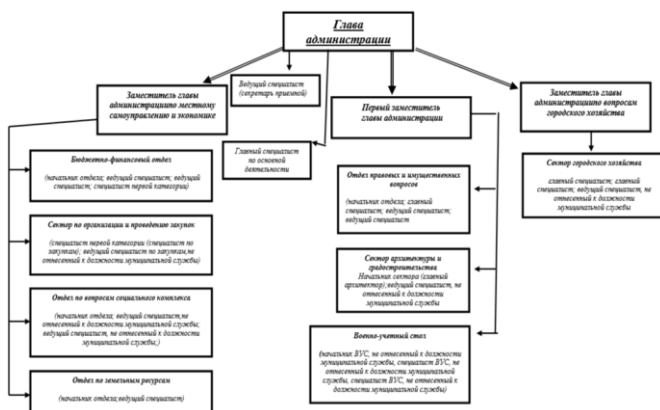 Глава
администрации
Ведущий специалист
(секретарь приемной)
Заместитель главы
администрациипо местному
самоуправлению и экономике
Первый заместитель
главы администрации
Заместитель главы
администрациипо вопросам
городского хозяйства
Главный специалист
по основной
деятельности
Бюджетно-финансовый отдел
(начальник отдела; ведущий специалист; ведущий
специалист; специалист первой категории)
Сектор по организации и проведению закупок
(специалист первой категории (специалист по
закупкам); ведущий специалист по закупкам,не
отнесенный к должности муниципальной службы)
Отдел по вопросам социального комплекса
(начальник отдела; ведущий специалист,не
отнесенный к должности муниципальной службы;
ведущий специалист, не отнесенный к должности
муниципальной службы;)
Отдел по земельным ресурсам
(начальник отдела;ведущий специалист)
Отдел правовых и имущественных
вопросов
(начальник отдела; главный
специалист; ведущий специалист;
ведущий специалист
Сектор архитектуры и
градостроительства
Начальник сектора (главный
архитектор);ведущий специалист, не
отнесенный к должности
муниципальной службы
Военно-учетный стол
(начальник ВУС, не отнесенный к должности
муниципальной службы, специалист ВУС, не
отнесенный к должности муниципальной
службы, специалист ВУС, не отнесенный к
должности муниципальной службы)
Сектор городского хозяйства
главный специалист; главный
специалист; ведущий специалист, не
отнесенный к должности
муниципальной службы